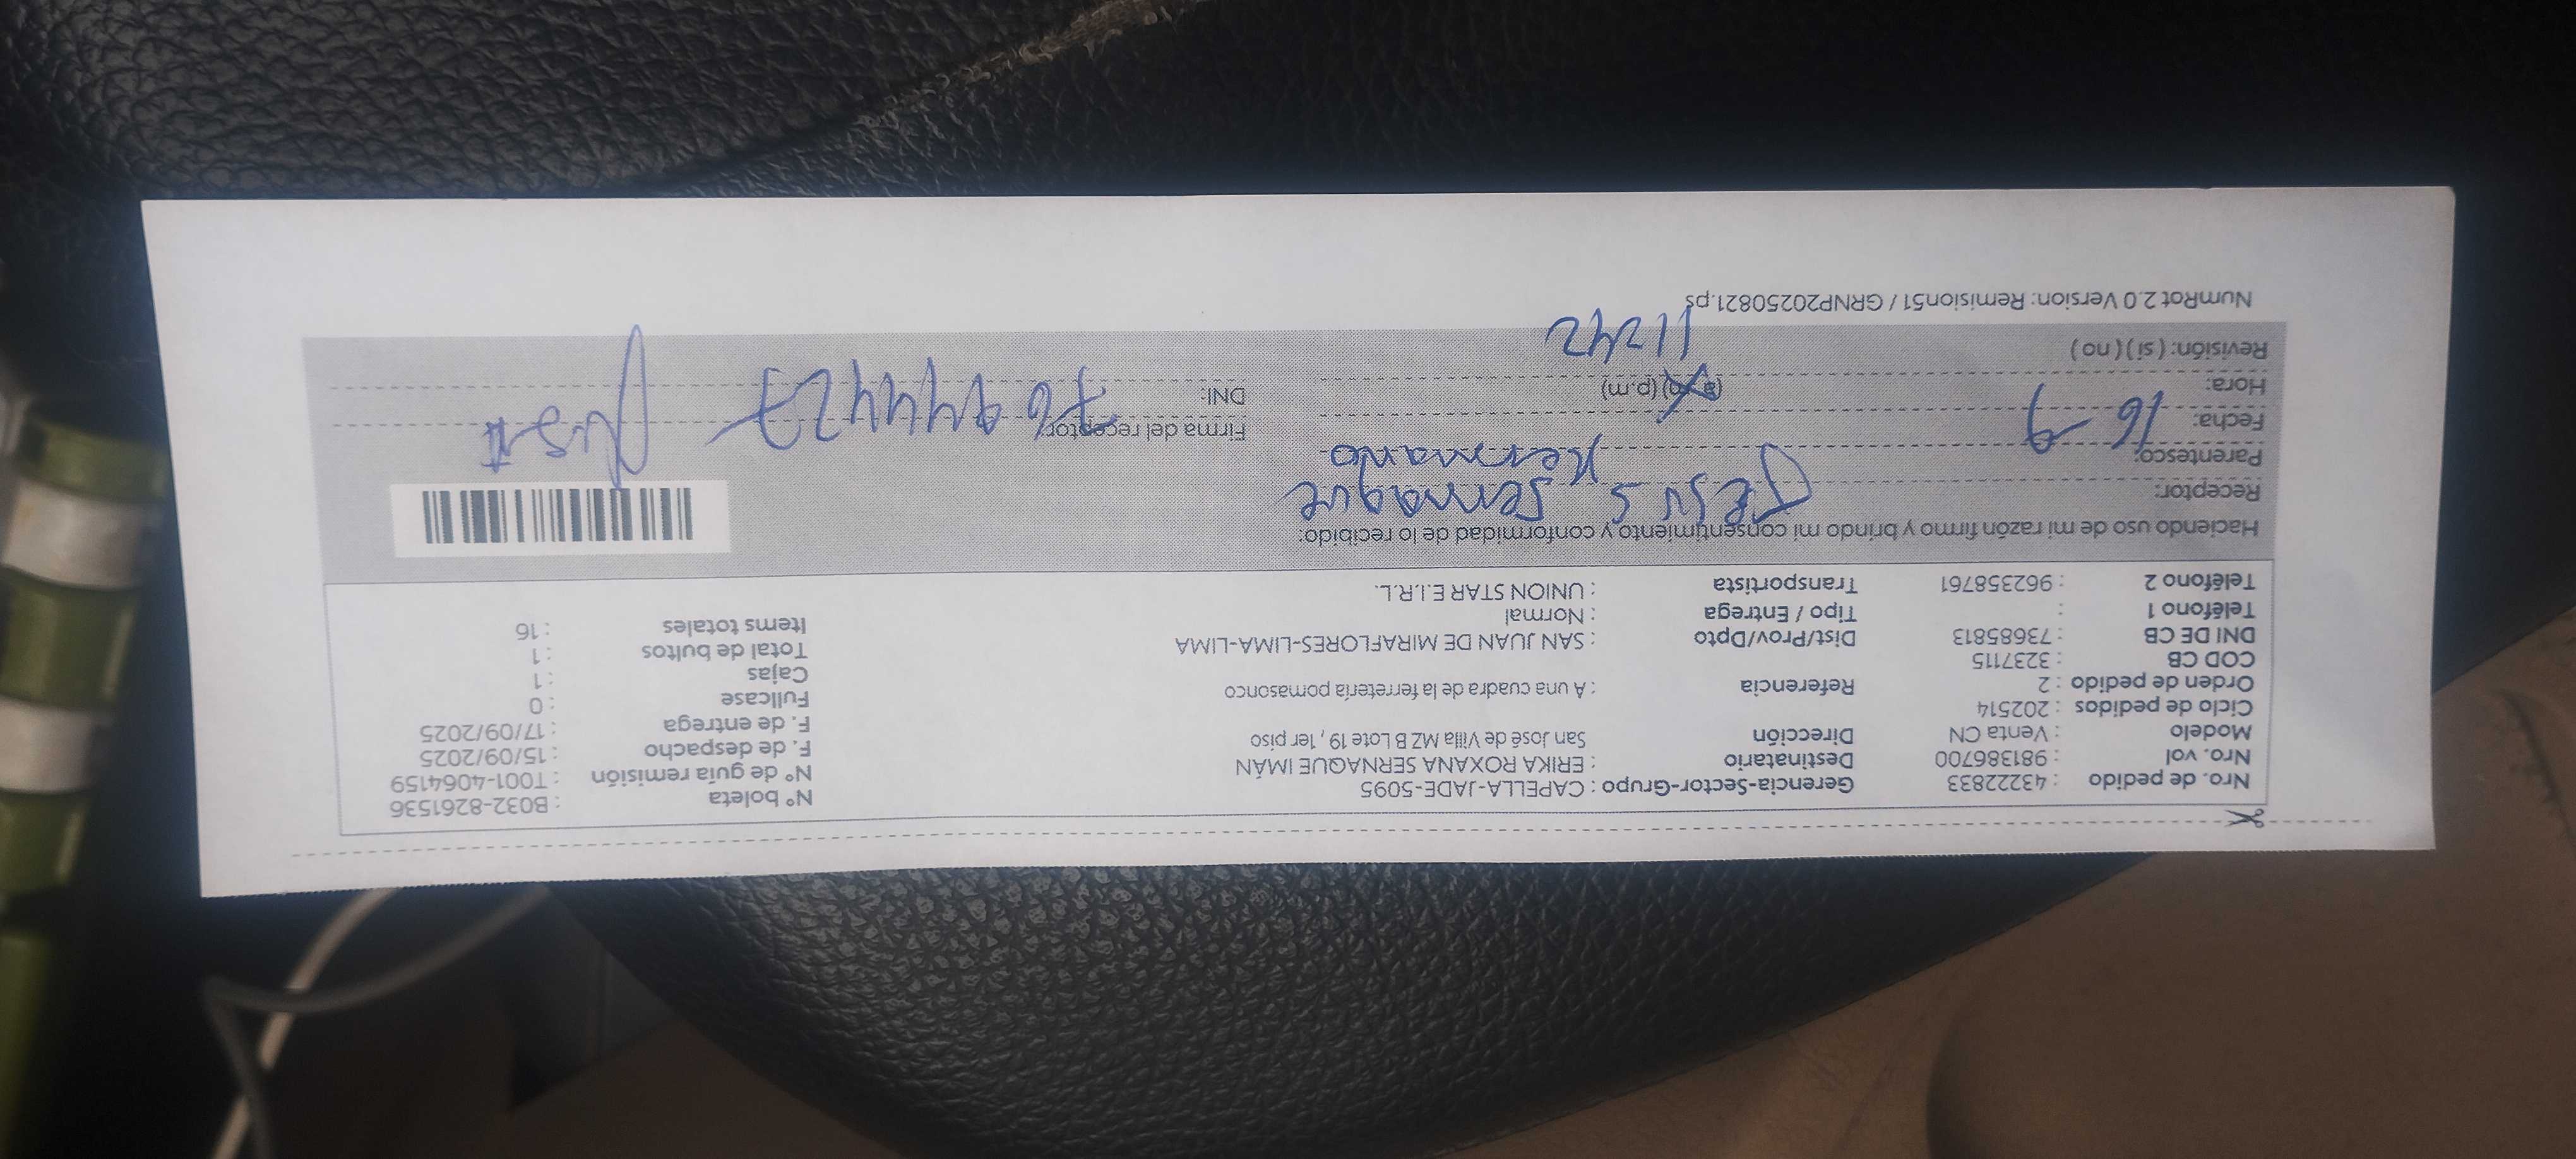 Nro. de pedido : 43222833
Nro. vol : 981386700
Modelo : Venta CN
Ciclo de pedidos : 202514
Orden de pedido : 2
COD CB : 3237115
DNI DE CB : 73685813
Teléfono 1 :
Teléfono 2 : 962358761
Gerencia-Sector-Grupo : CAPELLA-JADE-5095
Destinatario : ERIKA ROXANA SERNAQUE IMÁN
Dirección San José de Villa MZ B Lote 19 , 1er piso
Referencia : A una cuadra de la ferretería pomasonco
Dist/Prov/Dpto : SAN JUAN DE MIRAFLORES-LIMA-LIMA
Tipo / Entrega : Normal
Transportista : UNION STAR E.I.R.L.
N° boleta : B032-8261536
N° de guía remisión : T001-4064159
F. de despacho : 15/09/2025
F. de entrega : 17/09/2025
Fullcase : 0
Cajas : 1
Total de bultos : 1
Items totales : 16
Haciendo uso de mi razón firmo y brindo mi consentimiento y conformidad de lo recibido:
Receptor: JESUS Sernaque
Parentesco: Hermano
Fecha: 16-9
Hora: (a.m) (p.m)
11242
Revisión: ( si ) ( no )
Firma del receptor:
DNI:
NumRot 2.0 Version: Remision51 / GRNP20250821.ps